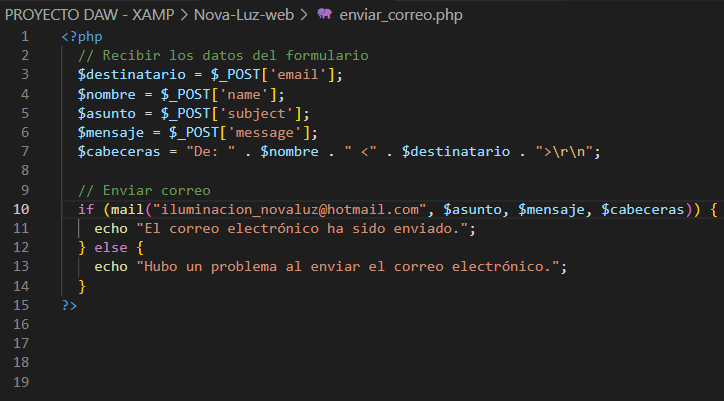 PROYECTO DAW - XAMP > Nova-Luz-web > enviar_correo.php
1 <?php
2 // Recibir los datos del formulario
3 $destinatario = $_POST['email'];
4 $nombre = $_POST['name'];
5 $asunto = $_POST['subject'];
6 $mensaje = $_POST['message'];
7 $cabeceras = "De: " . $nombre . " <" . $destinatario . ">\r\n";
8
9 // Enviar correo
10 if (mail("iluminacion_novaluz@hotmail.com", $asunto, $mensaje, $cabeceras)) {
11 echo "El correo electrónico ha sido enviado.";
12 } else {
13 echo "Hubo un problema al enviar el correo electrónico.";
14 }
15 ?>
16
17
18
19